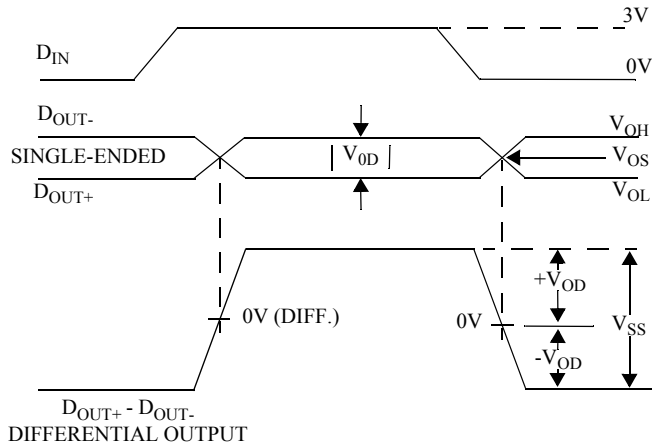 3V
D_IN
0V
D_OUT-
V_OH
SINGLE-ENDED
| V_0D |
V_OS
D_OUT+
V_OL
+V_OD
0V (DIFF.)
0V
V_SS
-V_OD
D_OUT+ - D_OUT-
DIFFERENTIAL OUTPUT